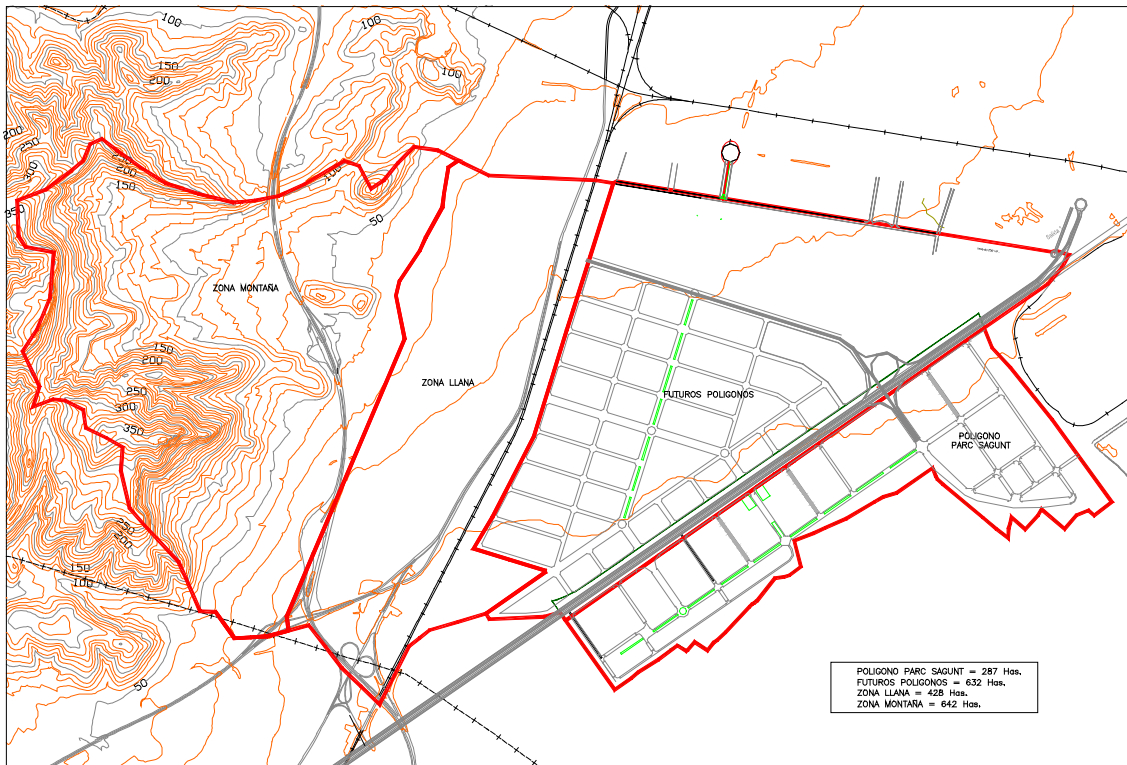 100
100
150
200
100
200
250
300
350
250
200
150
100
50
ZONA MONTAÑA
ZONA LLANA
FUTUROS POLIGONOS
POLIGONO
PARC SAGUNT
150
200
250
300
350
250
200
150
100
50
POLIGONO PARC SAGUNT = 287 Has.
FUTUROS POLIGONOS = 632 Has.
ZONA LLANA = 428 Has.
ZONA MONTAÑA = 642 Has.